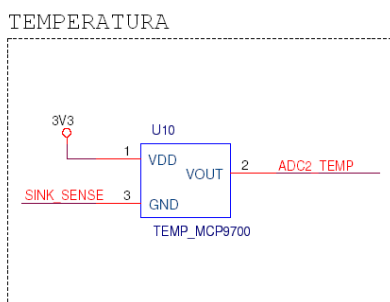 TEMPERATURA
3V3
U10
1
VDD
VOUT
2
ADC2_TEMP
SINK_SENSE
3
GND
TEMP_MCP9700